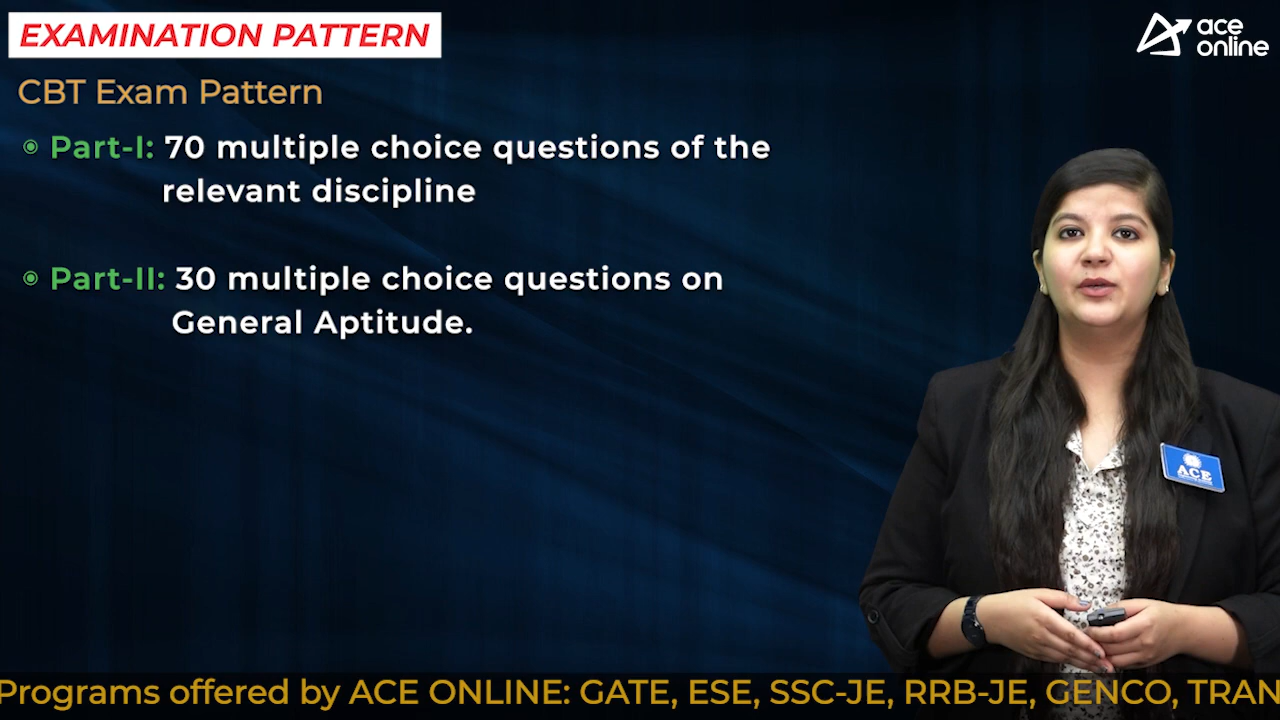 EXAMINATION PATTERN
ace
online
CBT Exam Pattern
Part-I: 70 multiple choice questions of the
relevant discipline
Part-II: 30 multiple choice questions on
General Aptitude.
ACE
Programs offered by ACE ONLINE: GATE, ESE, SSC-JE, RRB-JE, GENCO, TRAN